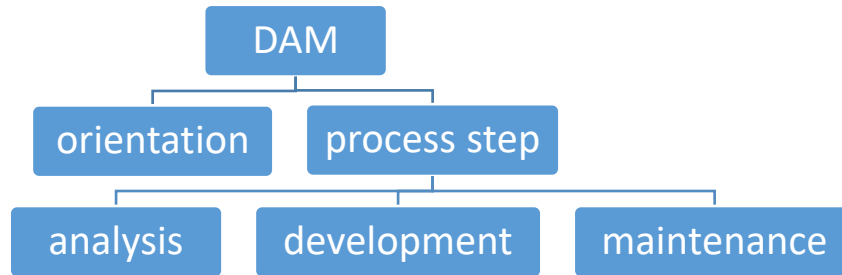 DAM
orientation
process step
analysis
development
maintenance